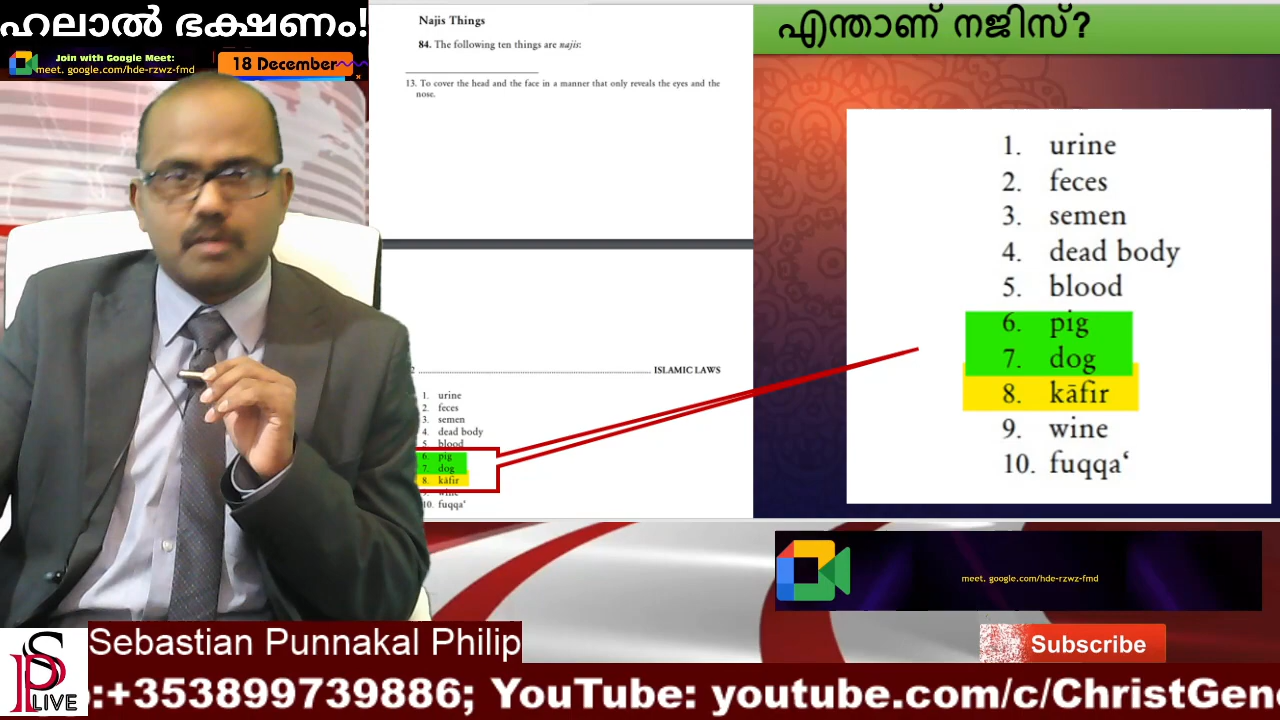 ഹലാൽ ഭക്ഷണം!
Join with Google Meet:
meet. google.com/hde-rzwz-fmd
18 December
Najis Things
84. The following ten things are najis:
13. To cover the head and the face in a manner that only reveals the eyes and the
nose.
2 ISLAMIC LAWS
1. urine
2. feces
3. semen
4. dead body
5. blood
6. pig
7. dog
8. kāfir
9. wine
10. fuqqa‘
എന്താണ് നജിസ്?
1. urine
2. feces
3. semen
4. dead body
5. blood
6. pig
7. dog
8. kāfir
9. wine
10. fuqqa‘
meet. google.com/hde-rzwz-fmd
Subscribe
SP LIVE
Sebastian Punnakal Philip
:+353899739886; YouTube: youtube.com/c/ChristGen